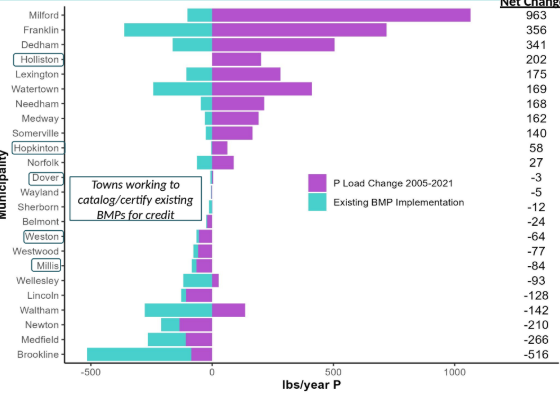 Net Change
Milford 963
Franklin 356
Dedham 341
Holliston 202
Lexington 175
Watertown 169
Needham 168
Medway 162
Somerville 140
Hopkinton 58
Norfolk 27
Dover -3
Wayland -5
Sherborn -12
Belmont -24
Weston -64
Westwood -77
Millis -84
Wellesley -93
Lincoln -128
Waltham -142
Newton -210
Medfield -266
Brookline -516
Municipality
Towns working to
catalog/certify existing
BMPs for credit
P Load Change 2005-2021
Existing BMP Implementation
-500 0 500 1000
lbs/year P